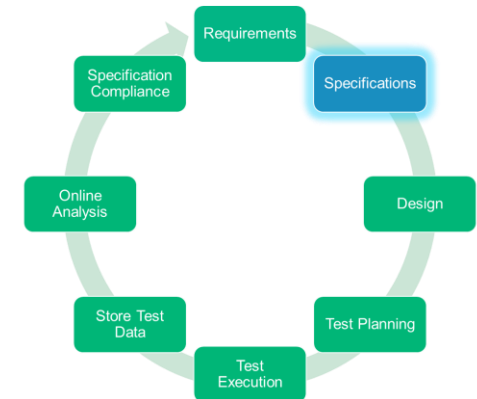 Requirements
Specifications
Design
Test Planning
Test
Execution
Store Test
Data
Online
Analysis
Specification
Compliance